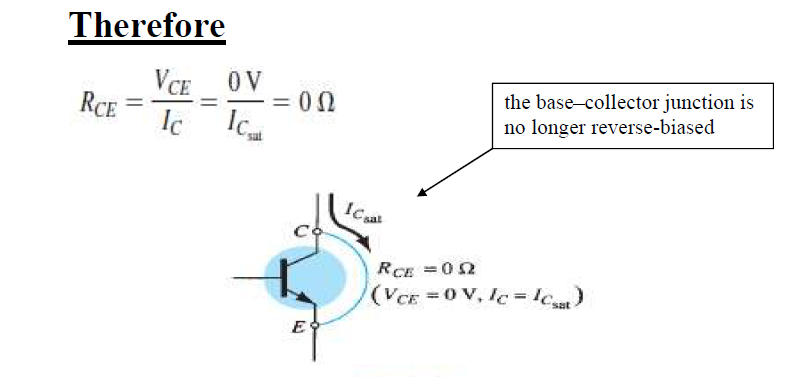 Therefore
R_CE = V_CE / I_C = 0 V / I_Csat = 0 Ω
the base–collector junction is
no longer reverse-biased
I_Csat
C
R_CE = 0 Ω
(V_CE = 0 V, I_C = I_Csat)
E